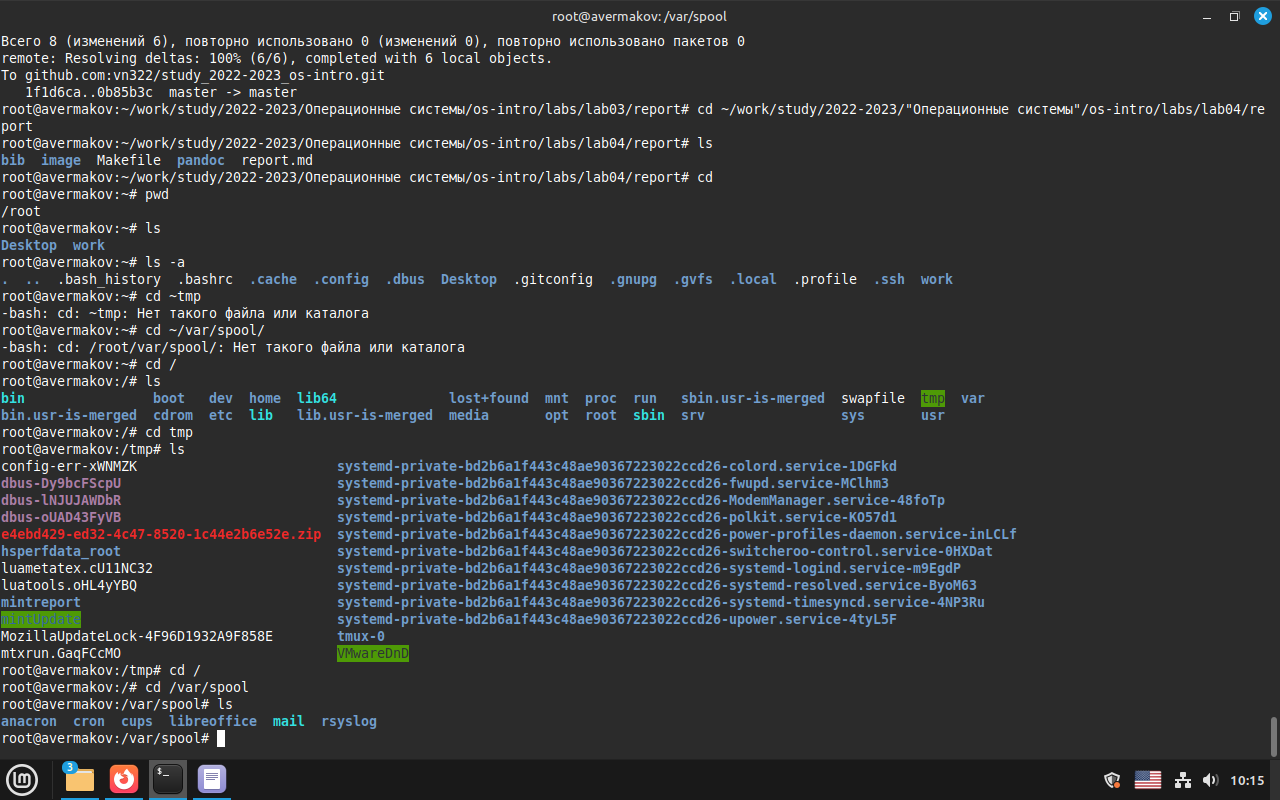 root@avermakov: /var/spool
Всего 8 (изменений 6), повторно использовано 0 (изменений 0), повторно использовано пакетов 0
remote: Resolving deltas: 100% (6/6), completed with 6 local objects.
To github.com:vn322/study_2022-2023_os-intro.git
   1f1d6ca..0b85b3c  master -> master
root@avermakov:~/work/study/2022-2023/Операционные системы/os-intro/labs/lab03/report# cd ~/work/study/2022-2023/"Операционные системы"/os-intro/labs/lab04/re
port
root@avermakov:~/work/study/2022-2023/Операционные системы/os-intro/labs/lab04/report# ls
bib  image  Makefile  pandoc  report.md
root@avermakov:~/work/study/2022-2023/Операционные системы/os-intro/labs/lab04/report# cd
root@avermakov:~# pwd
/root
root@avermakov:~# ls
Desktop  work
root@avermakov:~# ls -a
.  ..  .bash_history  .bashrc  .cache  .config  .dbus  Desktop  .gitconfig  .gnupg  .gvfs  .local  .profile  .ssh  work
root@avermakov:~# cd ~tmp
-bash: cd: ~tmp: Нет такого файла или каталога
root@avermakov:~# cd ~/var/spool/
-bash: cd: /root/var/spool/: Нет такого файла или каталога
root@avermakov:~# cd /
root@avermakov:/# ls
bin                boot   dev  home  lib64              lost+found  mnt  proc  run   sbin.usr-is-merged  swapfile  tmp  var
bin.usr-is-merged  cdrom  etc  lib   lib.usr-is-merged  media       opt  root  sbin  srv                 sys       usr
root@avermakov:/# cd tmp
root@avermakov:/tmp# ls
config-err-xWNMZK                         systemd-private-bd2b6a1f443c48ae90367223022ccd26-colord.service-1DGFkd
dbus-Dy9bcFScpU                           systemd-private-bd2b6a1f443c48ae90367223022ccd26-fwupd.service-MClhm3
dbus-lNJUJAWDbR                           systemd-private-bd2b6a1f443c48ae90367223022ccd26-ModemManager.service-48foTp
dbus-oUAD43FyVB                           systemd-private-bd2b6a1f443c48ae90367223022ccd26-polkit.service-KO57d1
e4ebd429-ed32-4c47-8520-1c44e2b6e52e.zip  systemd-private-bd2b6a1f443c48ae90367223022ccd26-power-profiles-daemon.service-inLCLf
hsperfdata_root                           systemd-private-bd2b6a1f443c48ae90367223022ccd26-switcheroo-control.service-0HXDat
luametatex.cU11NC32                       systemd-private-bd2b6a1f443c48ae90367223022ccd26-systemd-logind.service-m9EgdP
luatools.oHL4yYBQ                         systemd-private-bd2b6a1f443c48ae90367223022ccd26-systemd-resolved.service-ByoM63
mintreport                                systemd-private-bd2b6a1f443c48ae90367223022ccd26-systemd-timesyncd.service-4NP3Ru
mintUpdate                                systemd-private-bd2b6a1f443c48ae90367223022ccd26-upower.service-4tyL5F
MozillaUpdateLock-4F96D1932A9F858E        tmux-0
mtxrun.GaqFCcMO                           VMwareDnD
root@avermakov:/tmp# cd /
root@avermakov:/# cd /var/spool
root@avermakov:/var/spool# ls
anacron  cron  cups  libreoffice  mail  rsyslog
root@avermakov:/var/spool#
3
$_
10:15